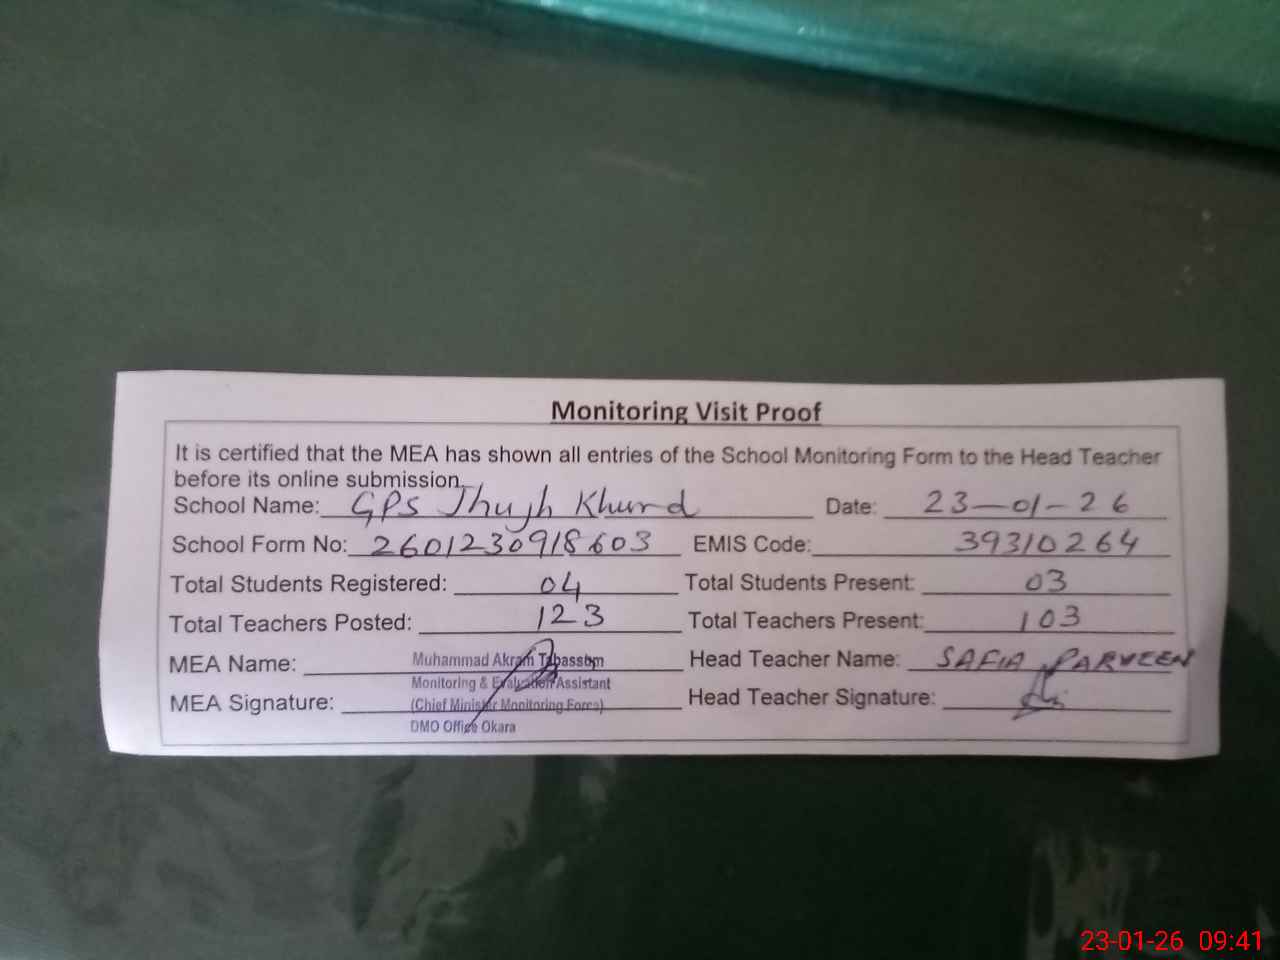 Monitoring Visit Proof
It is certified that the MEA has shown all entries of the School Monitoring Form to the Head Teacher
before its online submission.
School Name: GPS Jhujh Khurd Date: 23-01-26
School Form No: 2601230918603 EMIS Code: 39310264
Total Students Registered: 04 Total Students Present: 03
Total Teachers Posted: 123 Total Teachers Present: 103
MEA Name: Muhammad Akram Tabassom Head Teacher Name: SAFIA PARVEEN
Monitoring & Evaluation Assistant
MEA Signature: (Chief Minister Monitoring Force) Head Teacher Signature:
DMO Office Okara
23-01-26 09:41